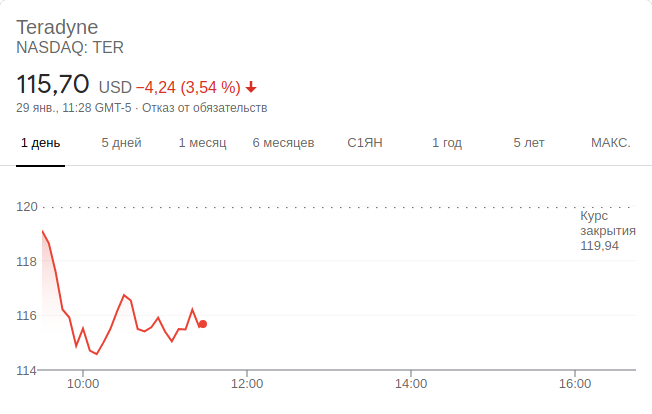 Teradyne
NASDAQ: TER
115,70 USD −4,24 (3,54 %)
29 янв., 11:28 GMT-5 · Отказ от обязательств
1 день 5 дней 1 месяц 6 месяцев С1ЯН 1 год 5 лет МАКС.
120
Курс
закрытия
119,94
118
116
114
10:00 12:00 14:00 16:00